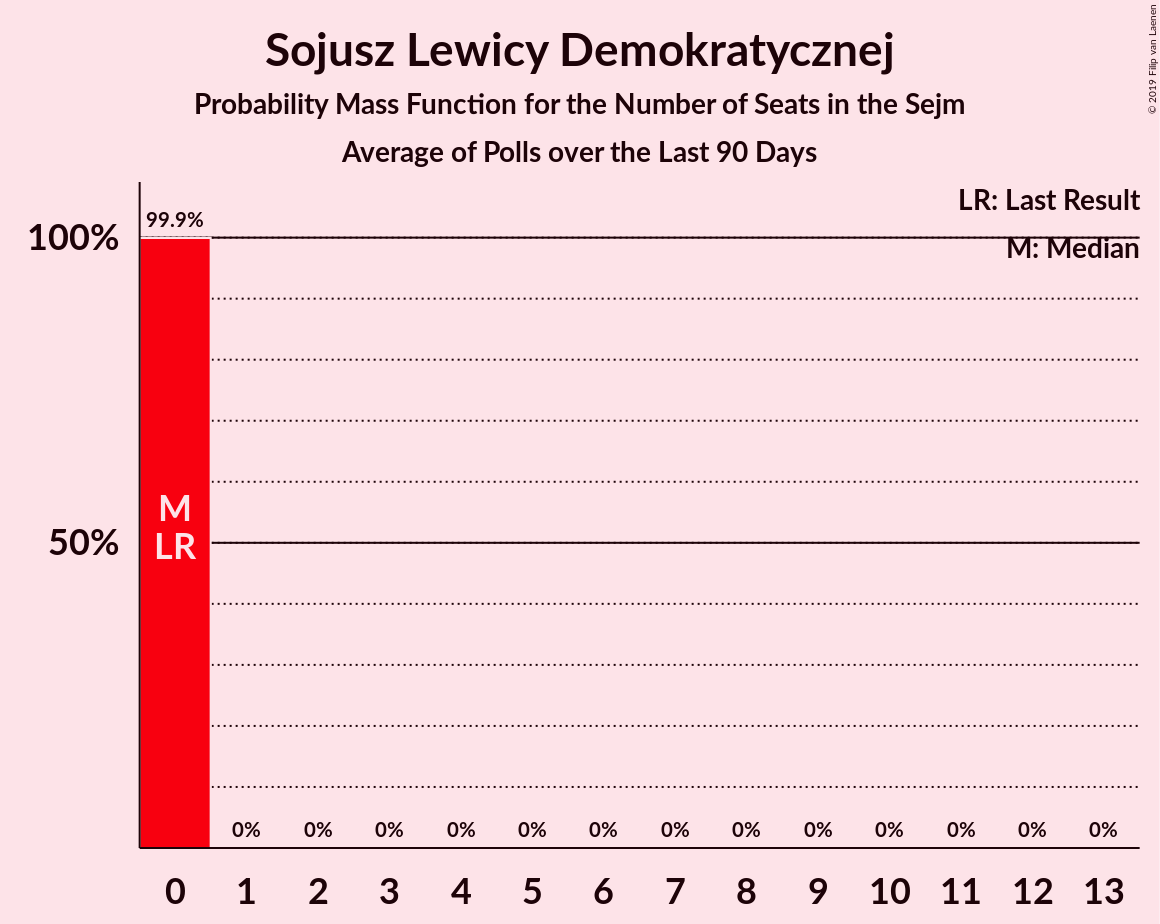 Sojusz Lewicy Demokratycznej
Probability Mass Function for the Number of Seats in the Sejm
Average of Polls over the Last 90 Days
© 2019 Filip van Laenen
LR: Last Result
M: Median
99.9%
100%
M
LR
50%
0% 0% 0% 0% 0% 0% 0% 0% 0% 0% 0% 0% 0%
0 1 2 3 4 5 6 7 8 9 10 11 12 13